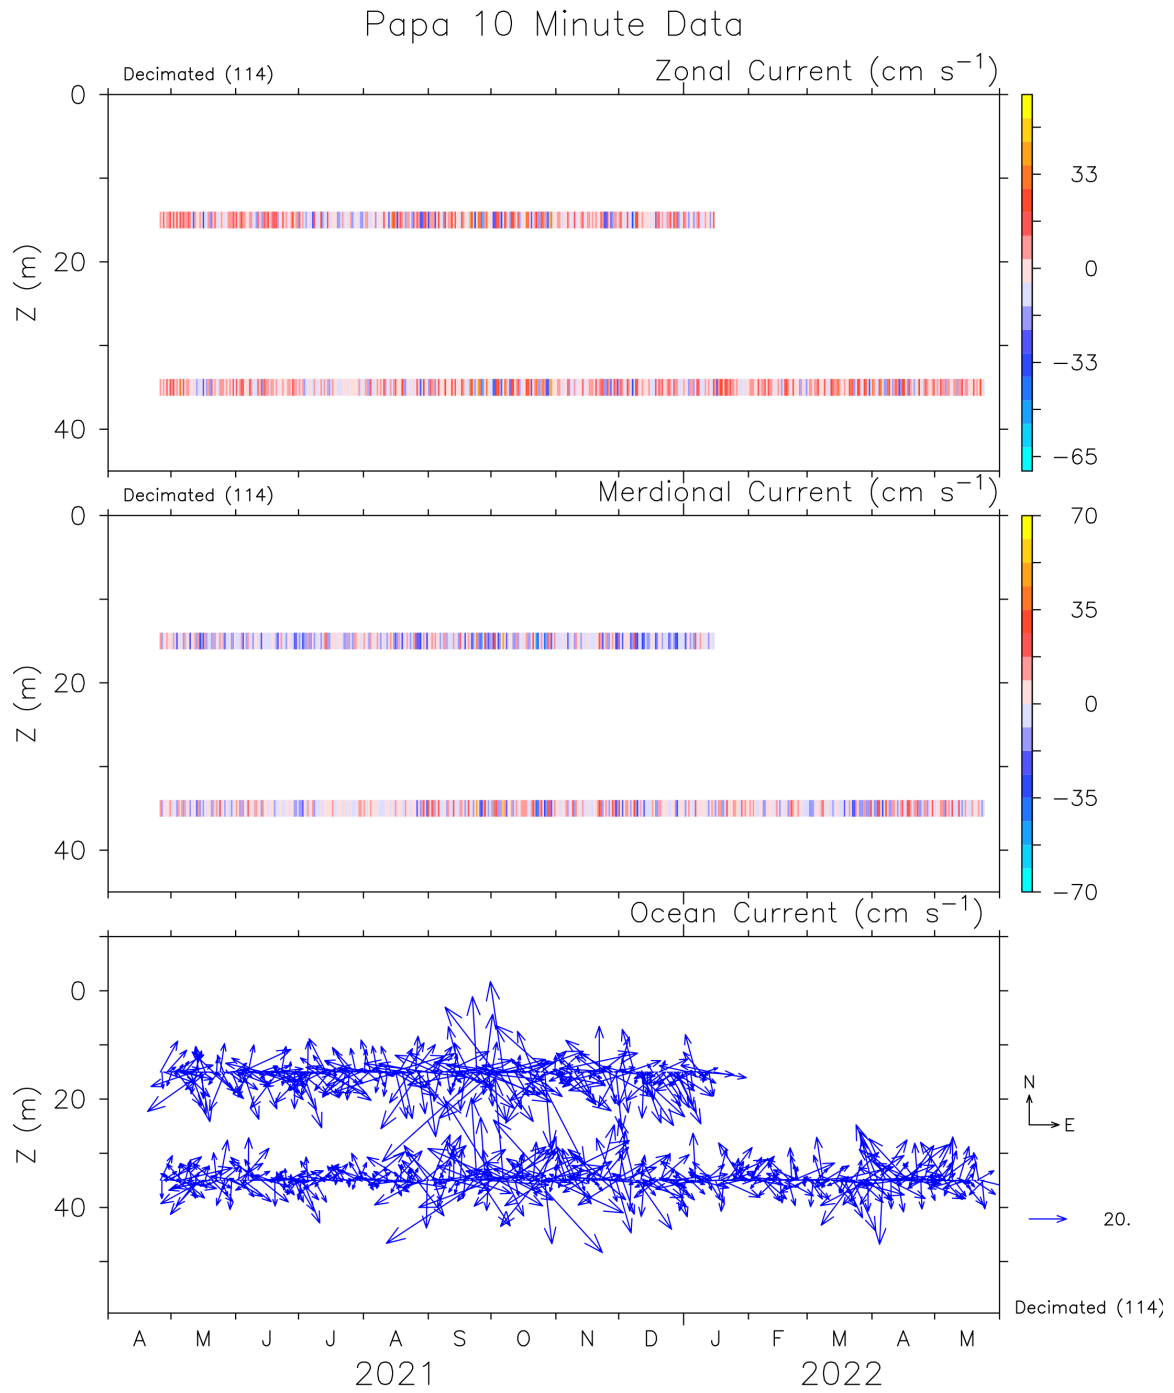 Papa 10 Minute Data
Decimated (114)
Zonal Current (cm s⁻¹)
0
20
40
Z (m)
33
0
−33
−65
Decimated (114)
Merdional Current (cm s⁻¹)
0
20
40
Z (m)
70
35
0
−35
−70
Ocean Current (cm s⁻¹)
0
20
40
Z (m)
N
E
20.
Decimated (114)
A M J J A S O N D J F M A M
2021 2022